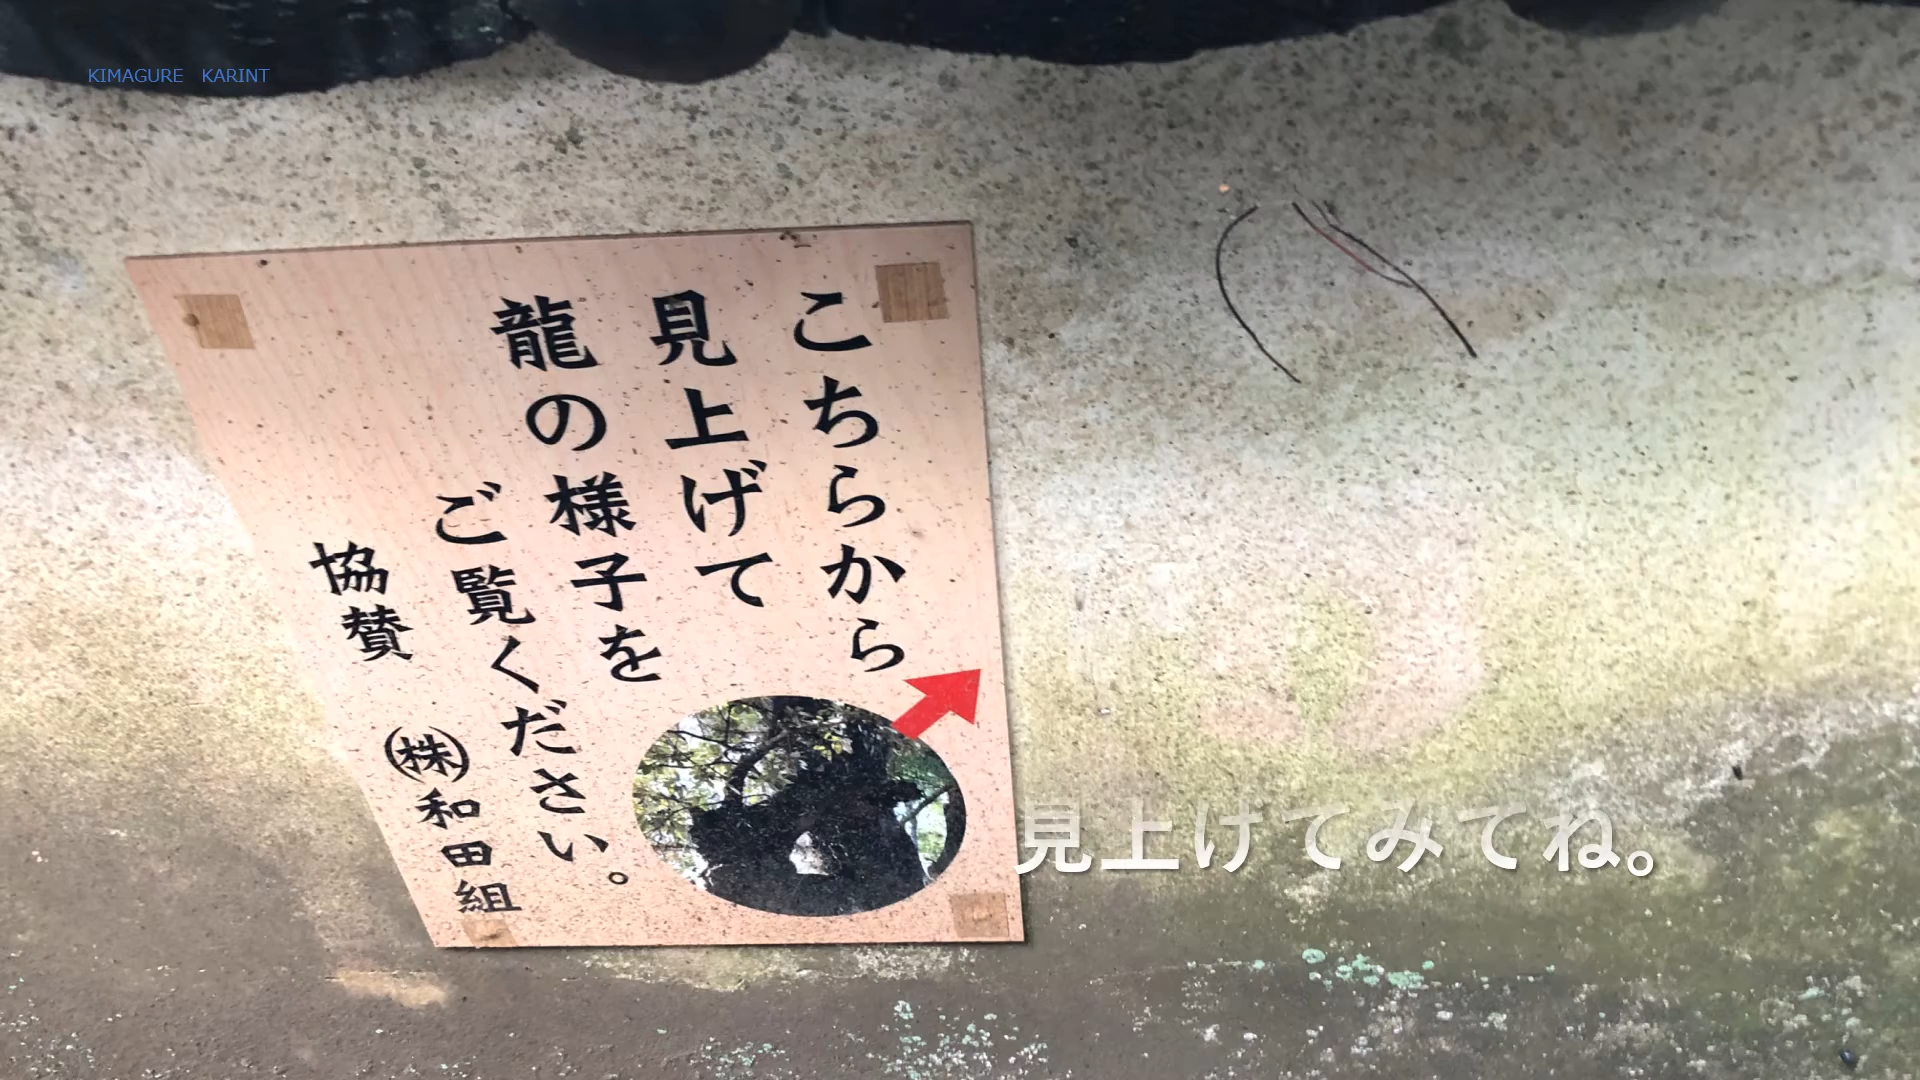 KIMAGURE KARINT
こちらから
見上げて
龍の様子を
ご覧ください。
協賛 ㈱和田組
見上げてみてね。